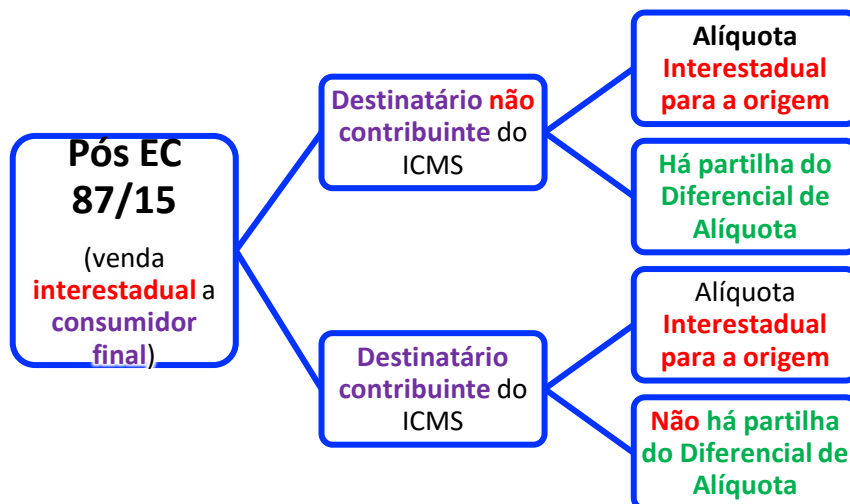 Pós EC
87/15
(venda
interestadual a
consumidor
final)
Destinatário não
contribuinte do
ICMS
Alíquota
Interestadual
para a origem
Há partilha do
Diferencial de
Alíquota
Destinatário
contribuinte do
ICMS
Alíquota
Interestadual
para a origem
Não há partilha
do Diferencial de
Alíquota